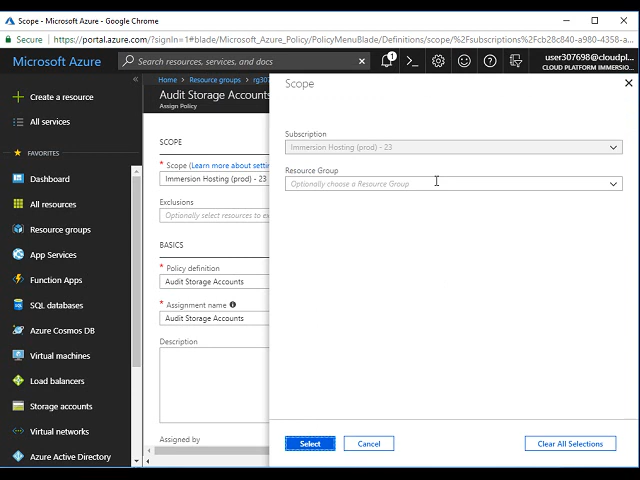 Scope - Microsoft Azure - Google Chrome
Secure https://portal.azure.com/?signIn=1#blade/Microsoft_Azure_Policy/PolicyMenuBlade/Definitions/scope/%2Fsubscriptions%2Fcb28c840-a980-4358-a...
Microsoft Azure
Search resources, services, and docs
1
user307698@cloudpl...
CLOUD PLATFORM IMMERSIO...
Create a resource
All services
FAVORITES
Dashboard
All resources
Resource groups
App Services
Function Apps
SQL databases
Azure Cosmos DB
Virtual machines
Load balancers
Storage accounts
Virtual networks
Azure Active Directory
Home > Resource groups > rg307
Audit Storage Accounts
Assign Policy
SCOPE
* Scope (Learn more about settin
Immersion Hosting (prod) - 23
Exclusions
Optionally select resources to ex
BASICS
* Policy definition
Audit Storage Accounts
* Assignment name
Audit Storage Accounts
Description
Assigned by
Scope
Subscription
Immersion Hosting (prod) - 23
Resource Group
Optionally choose a Resource Group
Select
Cancel
Clear All Selections